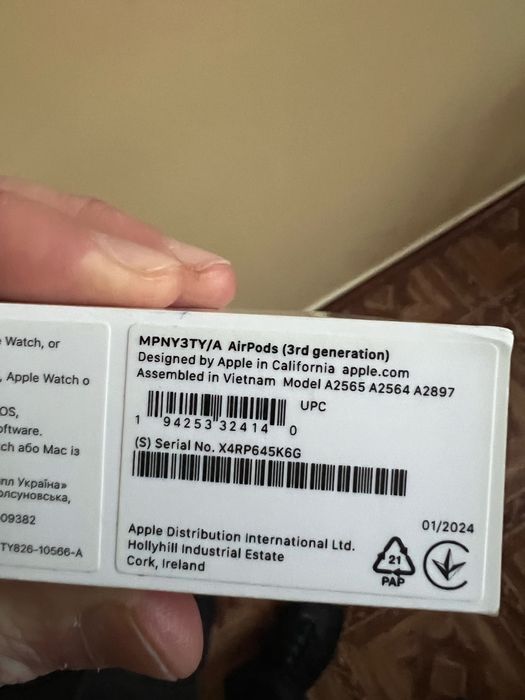 e Watch, or
, Apple Watch o
OS,
oftware.
tch або Mac із
пл Україна»
олсуновська,
09382
TY826-10566-A
MPNY3TY/A AirPods (3rd generation)
Designed by Apple in California apple.com
Assembled in Vietnam Model A2565 A2564 A2897
UPC
1 94253 32414 0
(S) Serial No. X4RP645K6G
Apple Distribution International Ltd.
Hollyhill Industrial Estate
Cork, Ireland
01/2024
21
PAP